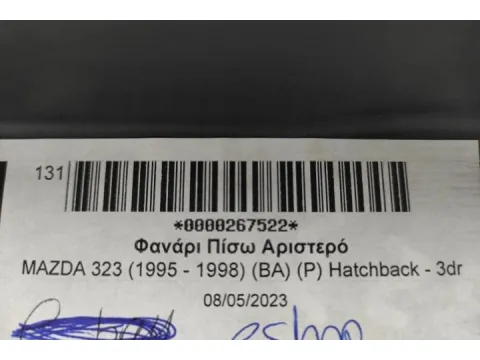 131
*0000267522*
Φανάρι Πίσω Αριστερό
MAZDA 323 (1995 - 1998) (BA) (P) Hatchback - 3dr
08/05/2023